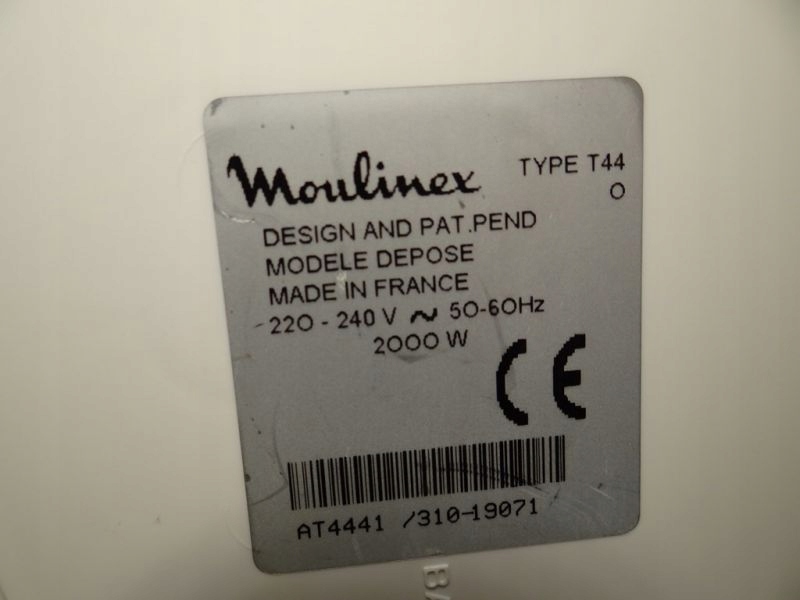 Moulinex TYPE T44
O
DESIGN AND PAT.PEND
MODELE DEPOSE
MADE IN FRANCE
220 - 240 V ~ 50-60Hz
2000 W
CE
AT4441 /310-19071